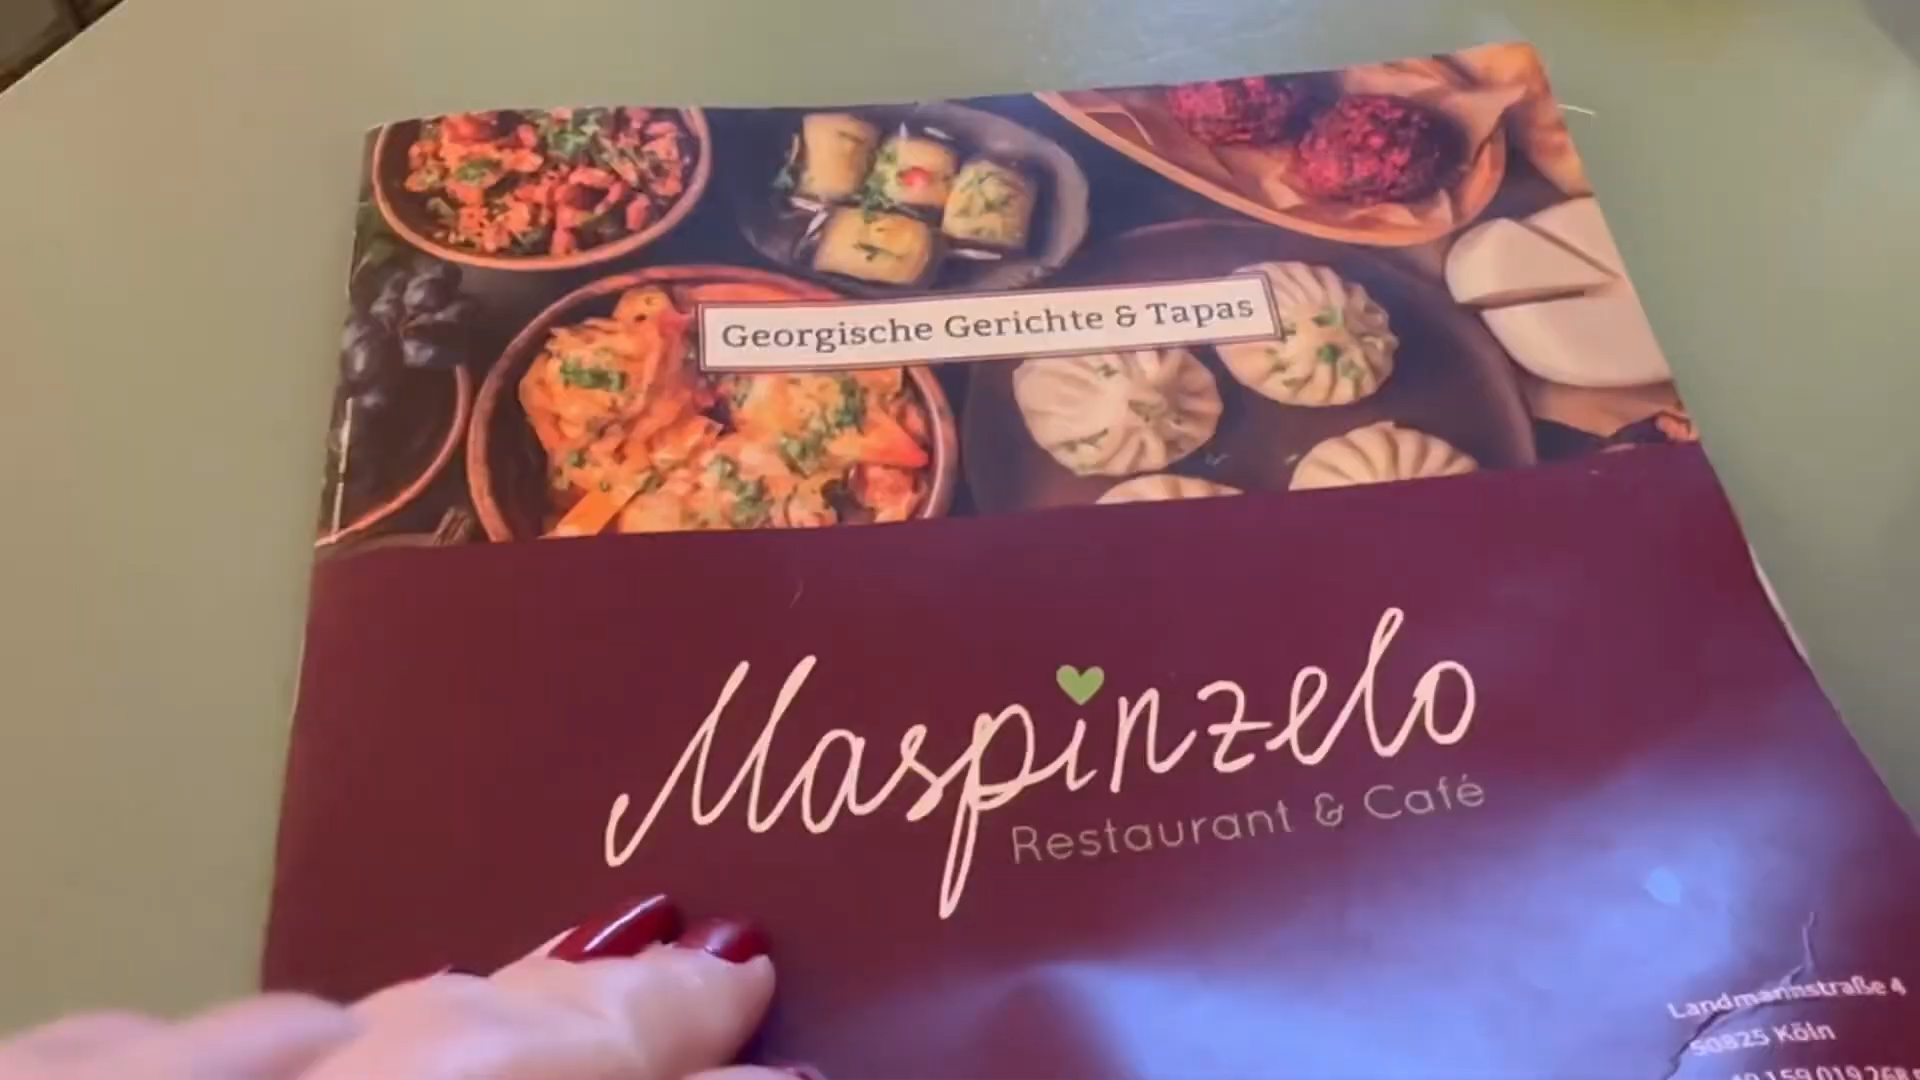 Georgische Gerichte & Tapas
Maspinzelo
Restaurant & Café
Landmannstraße 4
50825 Köln